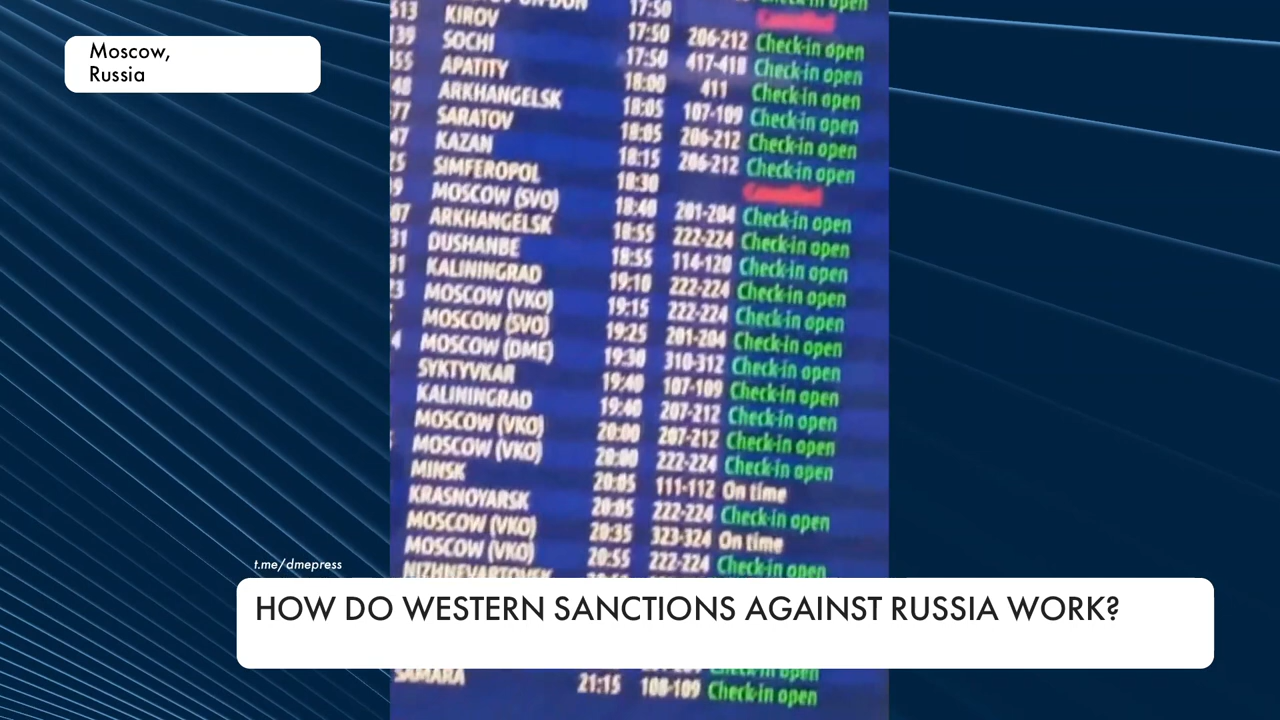 Moscow,
Russia
17:50
KIROV 17:50 206-212 Check-in open
SOCHI 17:50 417-418 Check-in open
APATITY 18:00 411 Check-in open
ARKHANGELSK 18:05 107-109 Check-in open
SARATOV 18:05 206-212 Check-in open
KAZAN 18:15 206-212 Check-in open
SIMFEROPOL 18:30 Cancelled
MOSCOW (SVO) 18:40 201-204 Check-in open
ARKHANGELSK 18:55 222-224 Check-in open
DUSHANBE 18:55 114-120 Check-in open
KALININGRAD 19:10 222-224 Check-in open
MOSCOW (VKO) 19:15 222-224 Check-in open
MOSCOW (SVO) 19:25 201-204 Check-in open
MOSCOW (DME) 19:30 310-312 Check-in open
SYKTYVKAR 19:40 107-109 Check-in open
KALININGRAD 19:40 207-212 Check-in open
MOSCOW (VKO) 20:00 207-212 Check-in open
MOSCOW (VKO) 20:00 222-224 Check-in open
MINSK 20:05 111-112 On time
KRASNOYARSK 20:05 222-224 Check-in open
MOSCOW (VKO) 20:35 323-324 On time
MOSCOW (VKO) 20:55 222-224 Check-in open
NIZHNEVARTOVSK
t.me/dmepress
HOW DO WESTERN SANCTIONS AGAINST RUSSIA WORK?
Check-in open
SAMARA 21:15 108-109 Check-in open